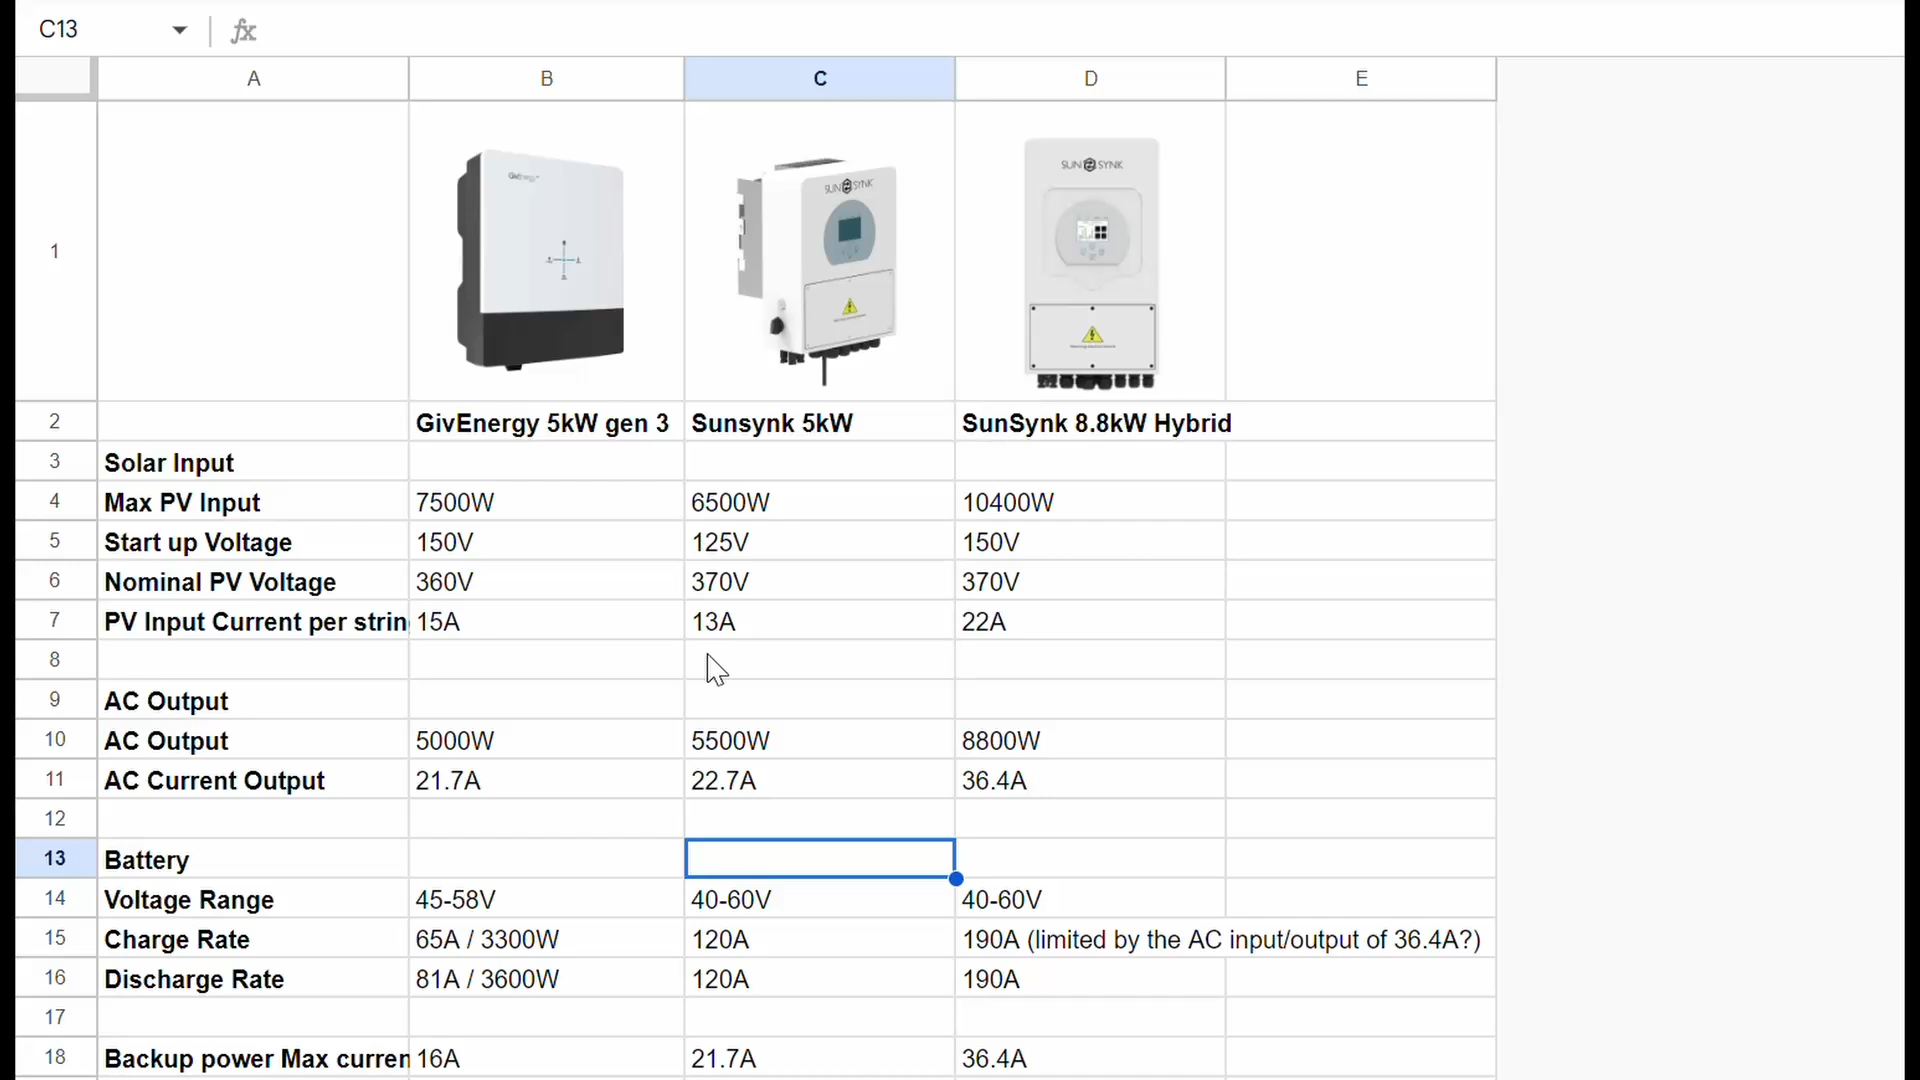 C13
fx
A B C D E
1
GivEnergy
SUN SYNK
SUN SYNK
2 GivEnergy 5kW gen 3 Sunsynk 5kW SunSynk 8.8kW Hybrid
3 Solar Input
4 Max PV Input 7500W 6500W 10400W
5 Start up Voltage 150V 125V 150V
6 Nominal PV Voltage 360V 370V 370V
7 PV Input Current per strin 15A 13A 22A
8
9 AC Output
10 AC Output 5000W 5500W 8800W
11 AC Current Output 21.7A 22.7A 36.4A
12
13 Battery
14 Voltage Range 45-58V 40-60V 40-60V
15 Charge Rate 65A / 3300W 120A 190A (limited by the AC input/output of 36.4A?)
16 Discharge Rate 81A / 3600W 120A 190A
17
18 Backup power Max curren 16A 21.7A 36.4A